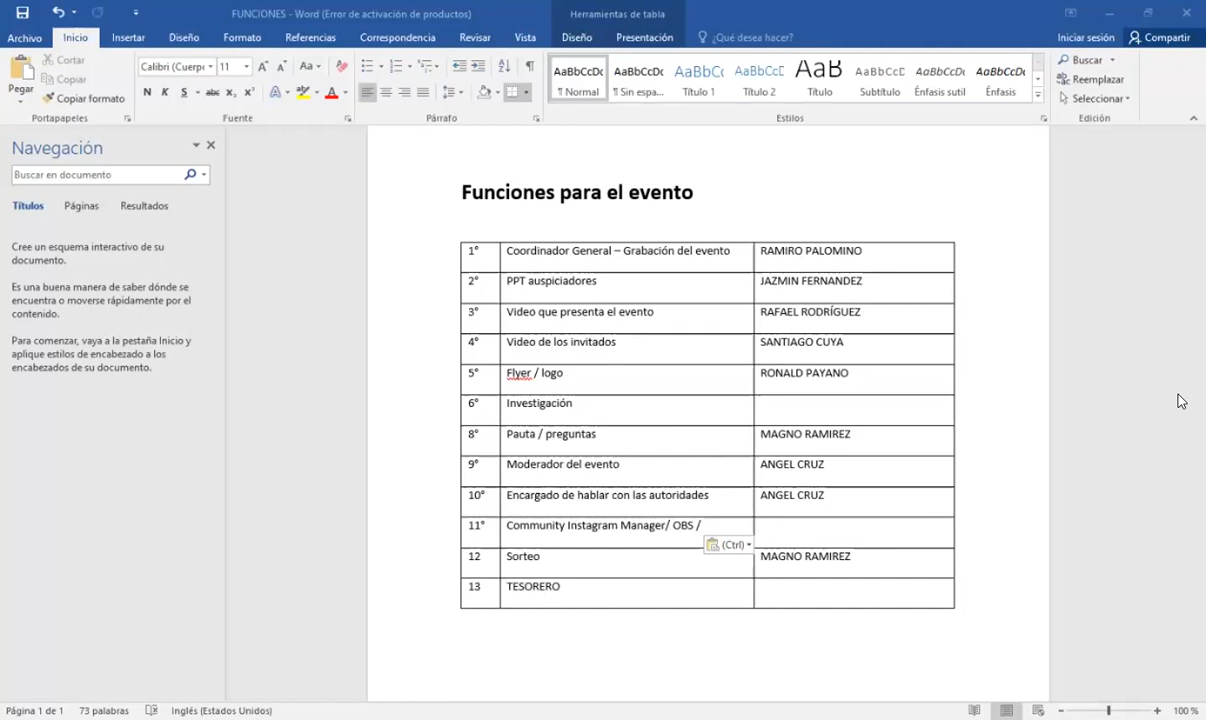 FUNCIONES - Word (Error de activación de productos)
Herramientas de tabla
Archivo Inicio Insertar Diseño Formato Referencias Correspondencia Revisar Vista Diseño Presentación ¿Qué desea hacer? Iniciar sesión Compartir
Pegar
Cortar
Copiar
Copiar formato
Portapapeles
Calibri (Cuerp 11
Aa
N K S abc x₂ x² A ab A
Fuente
Párrafo
AaBbCcDc AaBbCcDc AaBbCc AaBbCcE AaB AaBbCcD AaBbCcDc AaBbCcDc
¶ Normal ¶ Sin espa... Título 1 Título 2 Título Subtítulo Énfasis sutil Énfasis
Estilos
Buscar
Reemplazar
Seleccionar
Edición
Navegación
Buscar en documento
Títulos Páginas Resultados
Cree un esquema interactivo de su
documento.
Es una buena manera de saber dónde se
encuentra o moverse rápidamente por el
contenido.
Para comenzar, vaya a la pestaña Inicio y
aplique estilos de encabezado a los
encabezados de su documento.
Funciones para el evento
1° Coordinador General – Grabación del evento RAMIRO PALOMINO
2° PPT auspiciadores JAZMIN FERNANDEZ
3° Video que presenta el evento RAFAEL RODRÍGUEZ
4° Video de los invitados SANTIAGO CUYA
5° Flyer / logo RONALD PAYANO
6° Investigación
8° Pauta / preguntas MAGNO RAMIREZ
9° Moderador del evento ANGEL CRUZ
10° Encargado de hablar con las autoridades ANGEL CRUZ
11° Community Instagram Manager/ OBS /
(Ctrl)
12 Sorteo MAGNO RAMIREZ
13 TESORERO
Página 1 de 1 73 palabras Inglés (Estados Unidos) 100 %